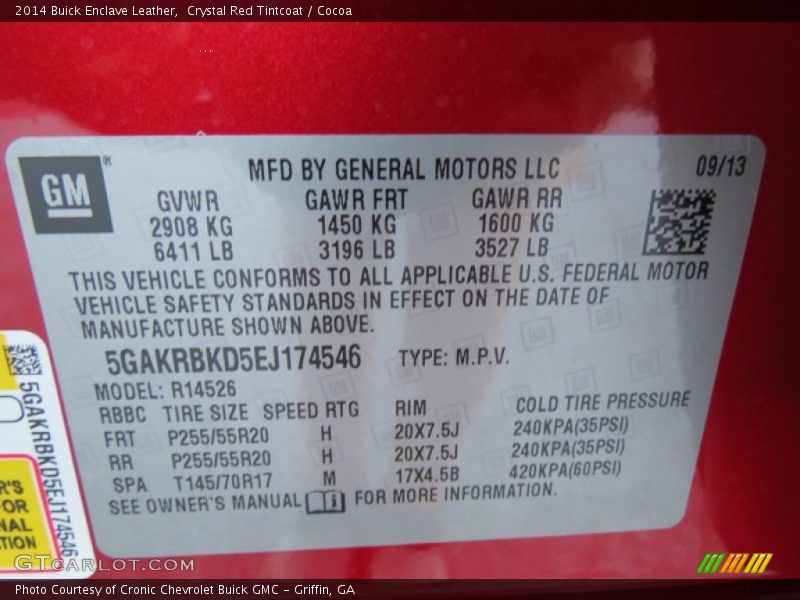 2014 Buick Enclave Leather,  Crystal Red Tintcoat / Cocoa
GM®
MFD BY GENERAL MOTORS LLC 09/13
GVWR GAWR FRT GAWR RR
2908 KG 1450 KG 1600 KG
6411 LB 3196 LB 3527 LB
THIS VEHICLE CONFORMS TO ALL APPLICABLE U.S. FEDERAL MOTOR
VEHICLE SAFETY STANDARDS IN EFFECT ON THE DATE OF
MANUFACTURE SHOWN ABOVE.
5GAKRBKD5EJ174546 TYPE: M.P.V.
MODEL: R14526
RBBC TIRE SIZE SPEED RTG RIM COLD TIRE PRESSURE
FRT P255/55R20 H 20X7.5J 240KPA(35PSI)
RR P255/55R20 H 20X7.5J 240KPA(35PSI)
SPA T145/70R17 M 17X4.5B 420KPA(60PSI)
SEE OWNER'S MANUAL FOR MORE INFORMATION.
5GAKRBKD5EJ174546
R'S
FOR
NAL
TION
GTCARLOT.COM
Photo Courtesy of Cronic Chevrolet Buick GMC – Griffin, GA